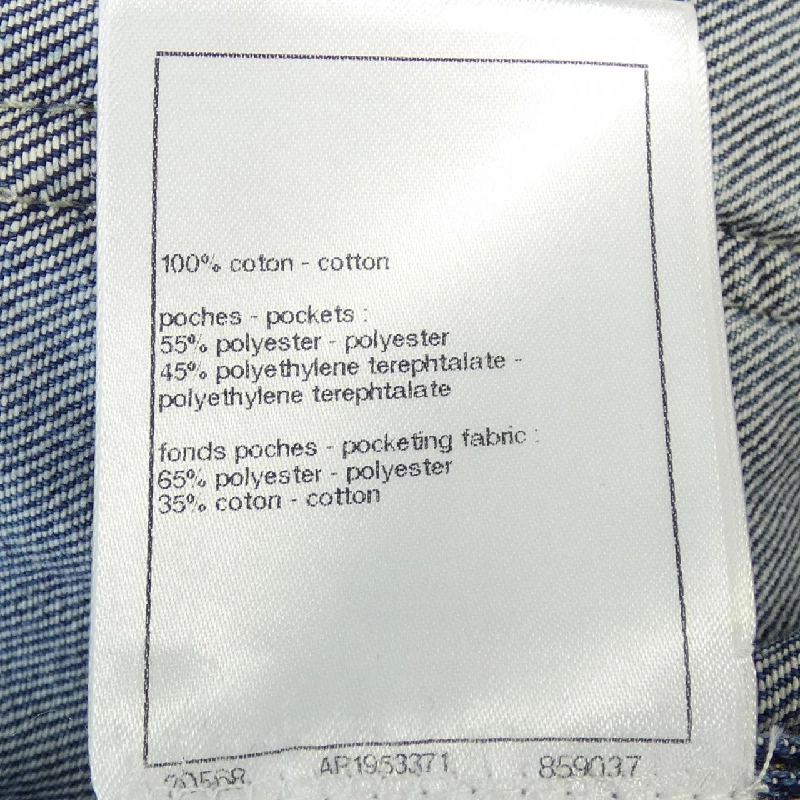 100% coton - cotton
poches - pockets :
55% polyester - polyester
45% polyethylene terephtalate -
polyethylene terephtalate
fonds poches - pocketing fabric :
65% polyester - polyester
35% coton - cotton
AP1953371 859037